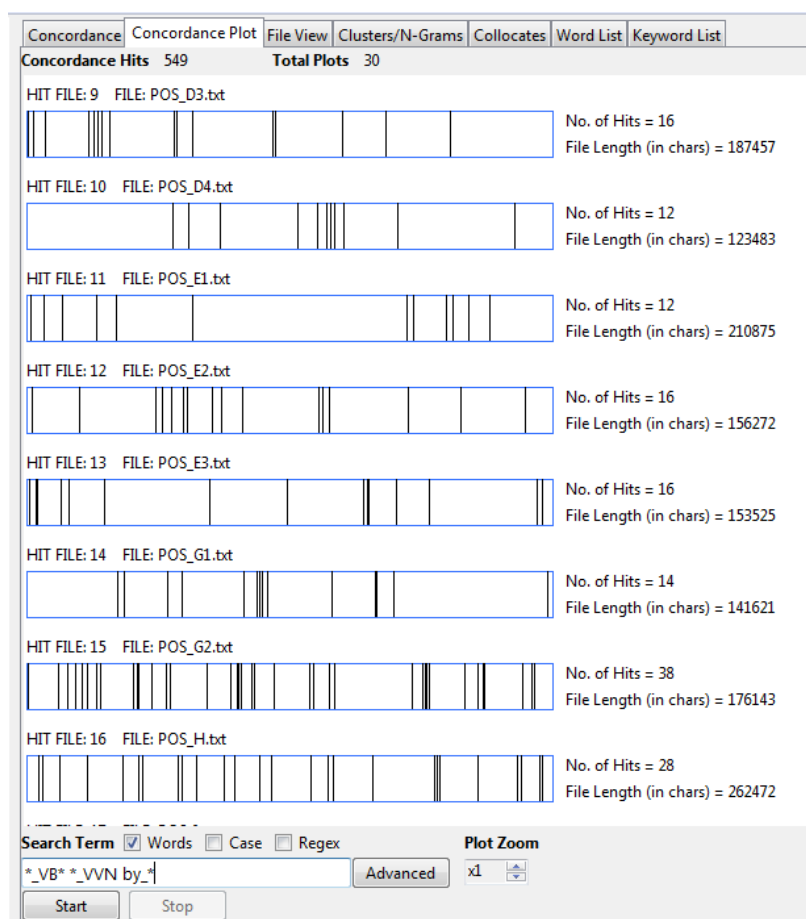 Concordance Concordance Plot File View Clusters/N-Grams Collocates Word List Keyword List
Concordance Hits 549 Total Plots 30
HIT FILE: 9 FILE: POS_D3.txt
No. of Hits = 16
File Length (in chars) = 187457
HIT FILE: 10 FILE: POS_D4.txt
No. of Hits = 12
File Length (in chars) = 123483
HIT FILE: 11 FILE: POS_E1.txt
No. of Hits = 12
File Length (in chars) = 210875
HIT FILE: 12 FILE: POS_E2.txt
No. of Hits = 16
File Length (in chars) = 156272
HIT FILE: 13 FILE: POS_E3.txt
No. of Hits = 16
File Length (in chars) = 153525
HIT FILE: 14 FILE: POS_G1.txt
No. of Hits = 14
File Length (in chars) = 141621
HIT FILE: 15 FILE: POS_G2.txt
No. of Hits = 38
File Length (in chars) = 176143
HIT FILE: 16 FILE: POS_H.txt
No. of Hits = 28
File Length (in chars) = 262472
Search Term Words Case Regex Plot Zoom
*_VB* *_VVN by_* Advanced x1
Start Stop